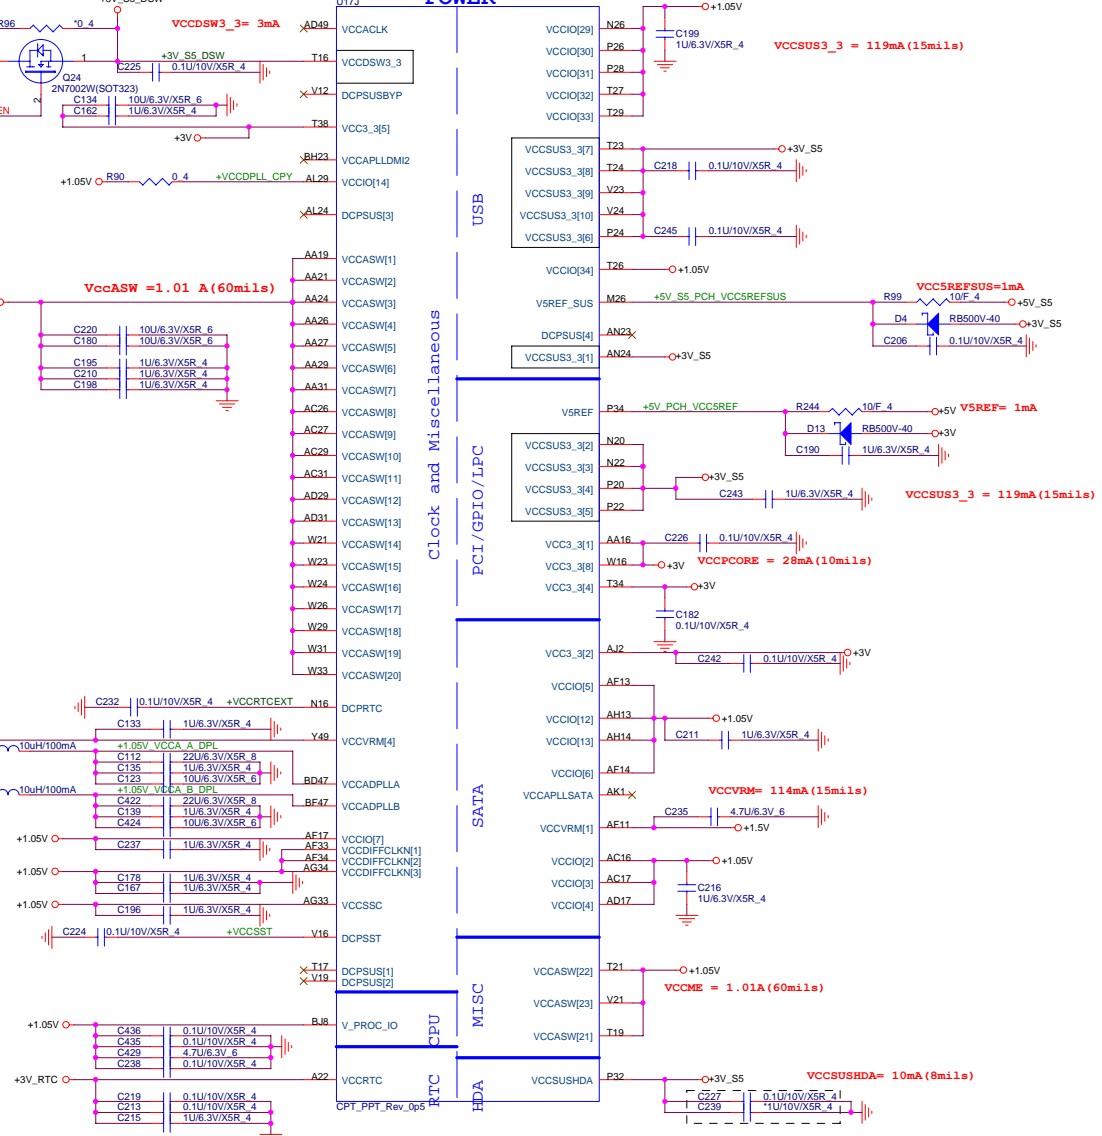 +3V_S5_DSW
U17J
POWER
R96 *0_4
VCCDSW3_3= 3mA
AD49 VCCACLK
+3V_S5_DSW T16 VCCDSW3_3
1
C225 0.1U/10V/X5R_4
Q24
2N7002W(SOT323)
2
EN
V12 DCPSUSBYP
C134 10U/6.3V/X5R_6
C162 1U/6.3V/X5R_4
+3V T38 VCC3_3[5]
BH23 VCCAPLLDMI2
+1.05V R90 0_4 +VCCDPLL_CPY AL29 VCCIO[14]
AL24 DCPSUS[3]
VccASW =1.01 A(60mils)
AA19 VCCASW[1]
AA21 VCCASW[2]
AA24 VCCASW[3]
AA26 VCCASW[4]
AA27 VCCASW[5]
AA29 VCCASW[6]
AA31 VCCASW[7]
AC26 VCCASW[8]
AC27 VCCASW[9]
AC29 VCCASW[10]
AC31 VCCASW[11]
AD29 VCCASW[12]
AD31 VCCASW[13]
W21 VCCASW[14]
W23 VCCASW[15]
W24 VCCASW[16]
W26 VCCASW[17]
W29 VCCASW[18]
W31 VCCASW[19]
W33 VCCASW[20]
C220 10U/6.3V/X5R_6
C180 10U/6.3V/X5R_6
C195 1U/6.3V/X5R_4
C210 1U/6.3V/X5R_4
C198 1U/6.3V/X5R_4
C232 0.1U/10V/X5R_4 +VCCRTCEXT N16 DCPRTC
C133 1U/6.3V/X5R_4
Y49 VCCVRM[4]
10uH/100mA +1.05V_VCCA_A_DPL
C112 22U/6.3V/X5R_8
C135 1U/6.3V/X5R_4
C123 10U/6.3V/X5R_6
BD47 VCCADPLLA
10uH/100mA +1.05V_VCCA_B_DPL
C422 22U/6.3V/X5R_8
C139 1U/6.3V/X5R_4
C424 10U/6.3V/X5R_6
BF47 VCCADPLLB
+1.05V AF17 VCCIO[7]
C237 1U/6.3V/X5R_4
AF33 VCCDIFFCLKN[1]
AF34 VCCDIFFCLKN[2]
+1.05V AG34 VCCDIFFCLKN[3]
C178 1U/6.3V/X5R_4
C167 1U/6.3V/X5R_4
+1.05V AG33 VCCSSC
C196 1U/6.3V/X5R_4
C224 0.1U/10V/X5R_4 +VCCSST V16 DCPSST
T17 DCPSUS[1]
V19 DCPSUS[2]
+1.05V BJ8 V_PROC_IO
C436 0.1U/10V/X5R_4
C435 0.1U/10V/X5R_4
C429 4.7U/6.3V_6
C238 0.1U/10V/X5R_4
+3V_RTC A22 VCCRTC
C219 0.1U/10V/X5R_4
C213 0.1U/10V/X5R_4
C215 1U/6.3V/X5R_4
CPT_PPT_Rev_0p5
Clock and Miscellaneous
USB
PCI/GPIO/LPC
SATA
MISC
CPU
RTC
HDA
VCCIO[29] N26 +1.05V
VCCIO[30] P26
VCCIO[31] P28
VCCIO[32] T27
VCCIO[33] T29
C199
1U/6.3V/X5R_4
VCCSUS3_3 = 119mA(15mils)
VCCSUS3_3[7] T23 +3V_S5
VCCSUS3_3[8] T24 C218 0.1U/10V/X5R_4
VCCSUS3_3[9] V23
VCCSUS3_3[10] V24
VCCSUS3_3[6] P24 C245 0.1U/10V/X5R_4
VCCIO[34] T26 +1.05V
V5REF_SUS M26 +5V_S5_PCH_VCC5REFSUS
VCC5REFSUS=1mA
R99 10/F_4 +5V_S5
D4 RB500V-40 +3V_S5
C206 0.1U/10V/X5R_4
DCPSUS[4] AN23
VCCSUS3_3[1] AN24 +3V_S5
V5REF P34 +5V_PCH_VCC5REF
R244 10/F_4 +5V V5REF= 1mA
D13 RB500V-40 +3V
C190 1U/6.3V/X5R_4
VCCSUS3_3[2] N20
VCCSUS3_3[3] N22
VCCSUS3_3[4] P20
VCCSUS3_3[5] P22
+3V_S5
C243 1U/6.3V/X5R_4
VCCSUS3_3 = 119mA(15mils)
VCC3_3[1] AA16 C226 0.1U/10V/X5R_4
VCC3_3[8] W16 +3V VCCPCORE = 28mA(10mils)
VCC3_3[4] T34 +3V
C182
0.1U/10V/X5R_4
VCC3_3[2] AJ2 +3V
C242 0.1U/10V/X5R_4
VCCIO[5] AF13
VCCIO[12] AH13 +1.05V
VCCIO[13] AH14 C211 1U/6.3V/X5R_4
VCCIO[6] AF14
VCCAPLLSATA AK1
VCCVRM= 114mA(15mils)
C235 4.7U/6.3V_6
VCCVRM[1] AF11 +1.5V
VCCIO[2] AC16 +1.05V
VCCIO[3] AC17
VCCIO[4] AD17
C216
1U/6.3V/X5R_4
VCCASW[22] T21 +1.05V
VCCME = 1.01A(60mils)
VCCASW[23] V21
VCCASW[21] T19
VCCSUSHDA P32 +3V_S5
VCCSUSHDA= 10mA(8mils)
C227 0.1U/10V/X5R_4
C239 *1U/10V/X5R_4